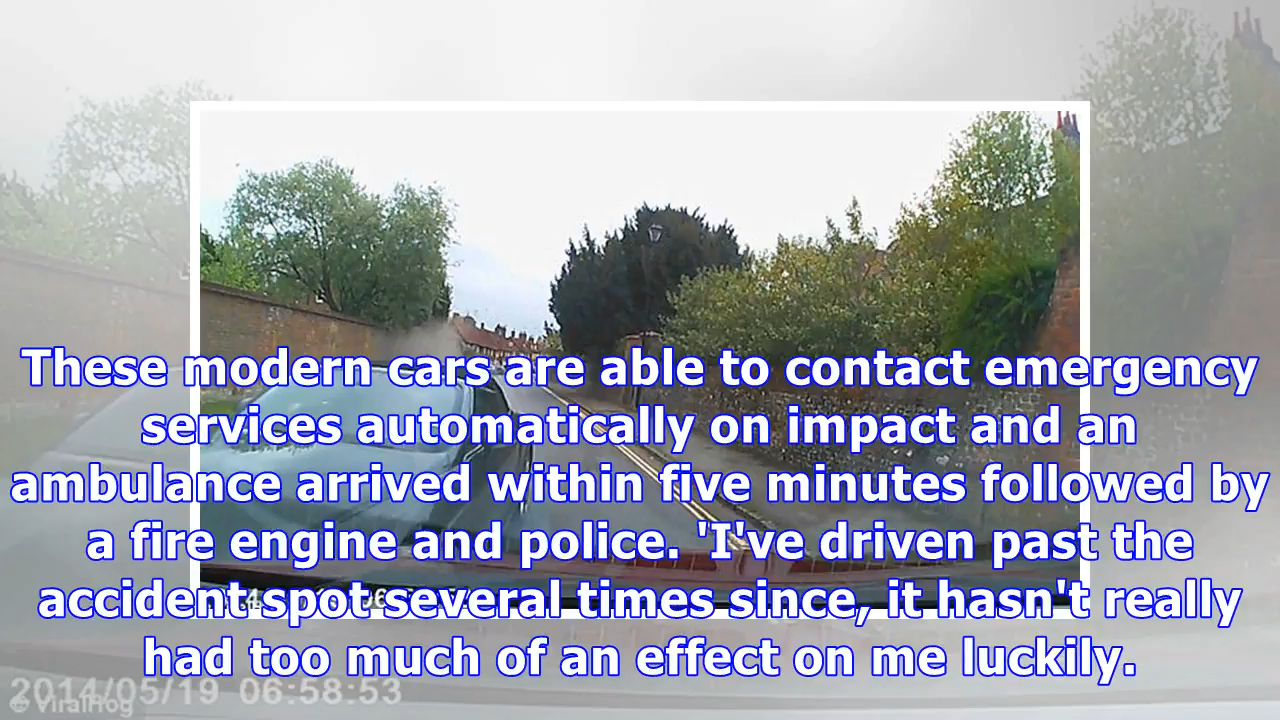 These modern cars are able to contact emergency
services automatically on impact and an
ambulance arrived within five minutes followed by
a fire engine and police. 'I've driven past the
accident spot several times since, it hasn't really
had too much of an effect on me luckily.
2014/05/19 06:58:53
© ViralHog